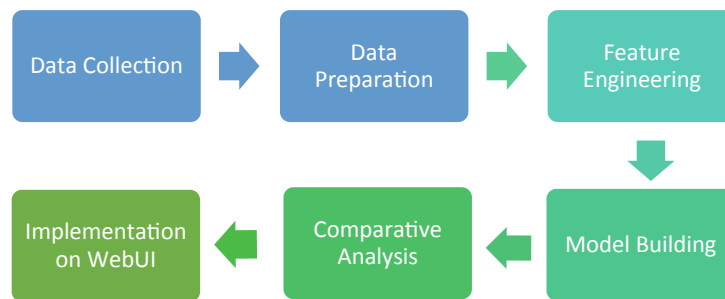 Data Collection
Data
Preparation
Feature
Engineering
Model Building
Comparative
Analysis
Implementation
on WebUI